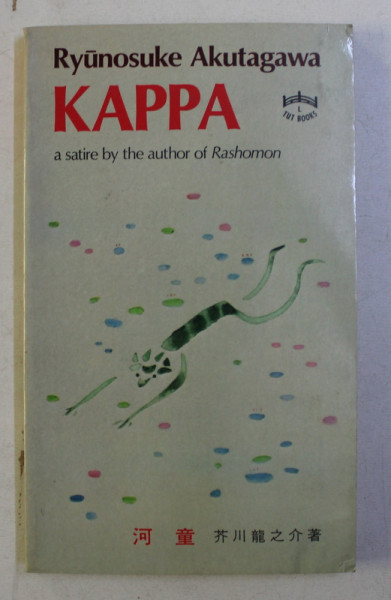 Ryūnosuke Akutagawa
KAPPA
a satire by the author of Rashomon
L
TUT BOOKS
河童 芥川龍之介著